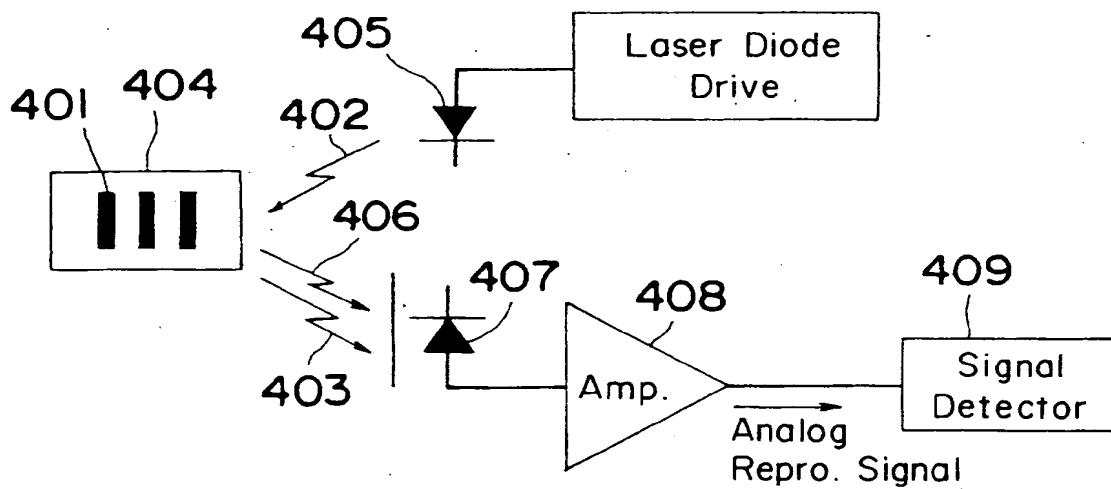 405
Laser Diode
Drive
401
404
402
406
407
408
409
403
Amp.
Signal
Detector
Analog
Repro. Signal